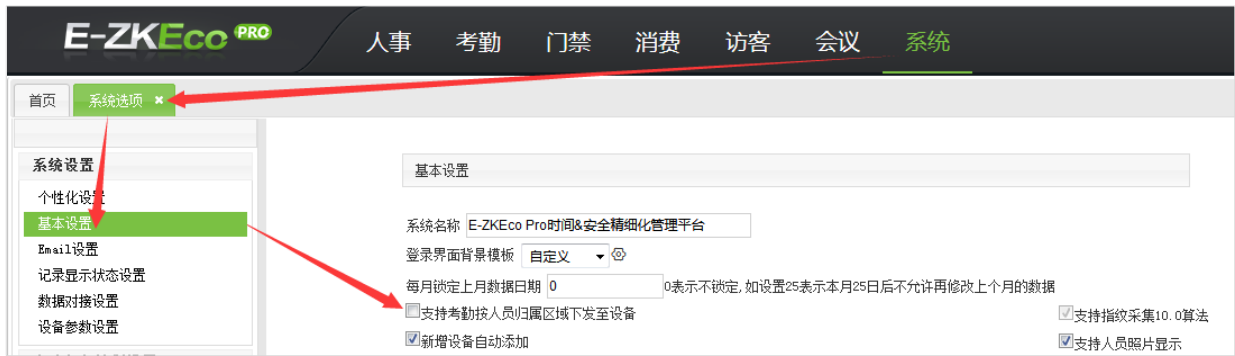 E-ZKEco PRO 人事 考勤 门禁 消费 访客 会议 系统
首页 系统选项 ×
系统设置
个性化设置
基本设置
Email设置
记录显示状态设置
数据对接设置
设备参数设置
基本设置
系统名称 E-ZKEco Pro时间&安全精细化管理平台
登录界面背景模板 自定义
每月锁定上月数据日期 0 0表示不锁定,如设置25表示本月25日后不允许再修改上个月的数据
支持考勤按人员归属区域下发至设备 支持指纹采集10.0算法
新增设备自动添加 支持人员照片显示